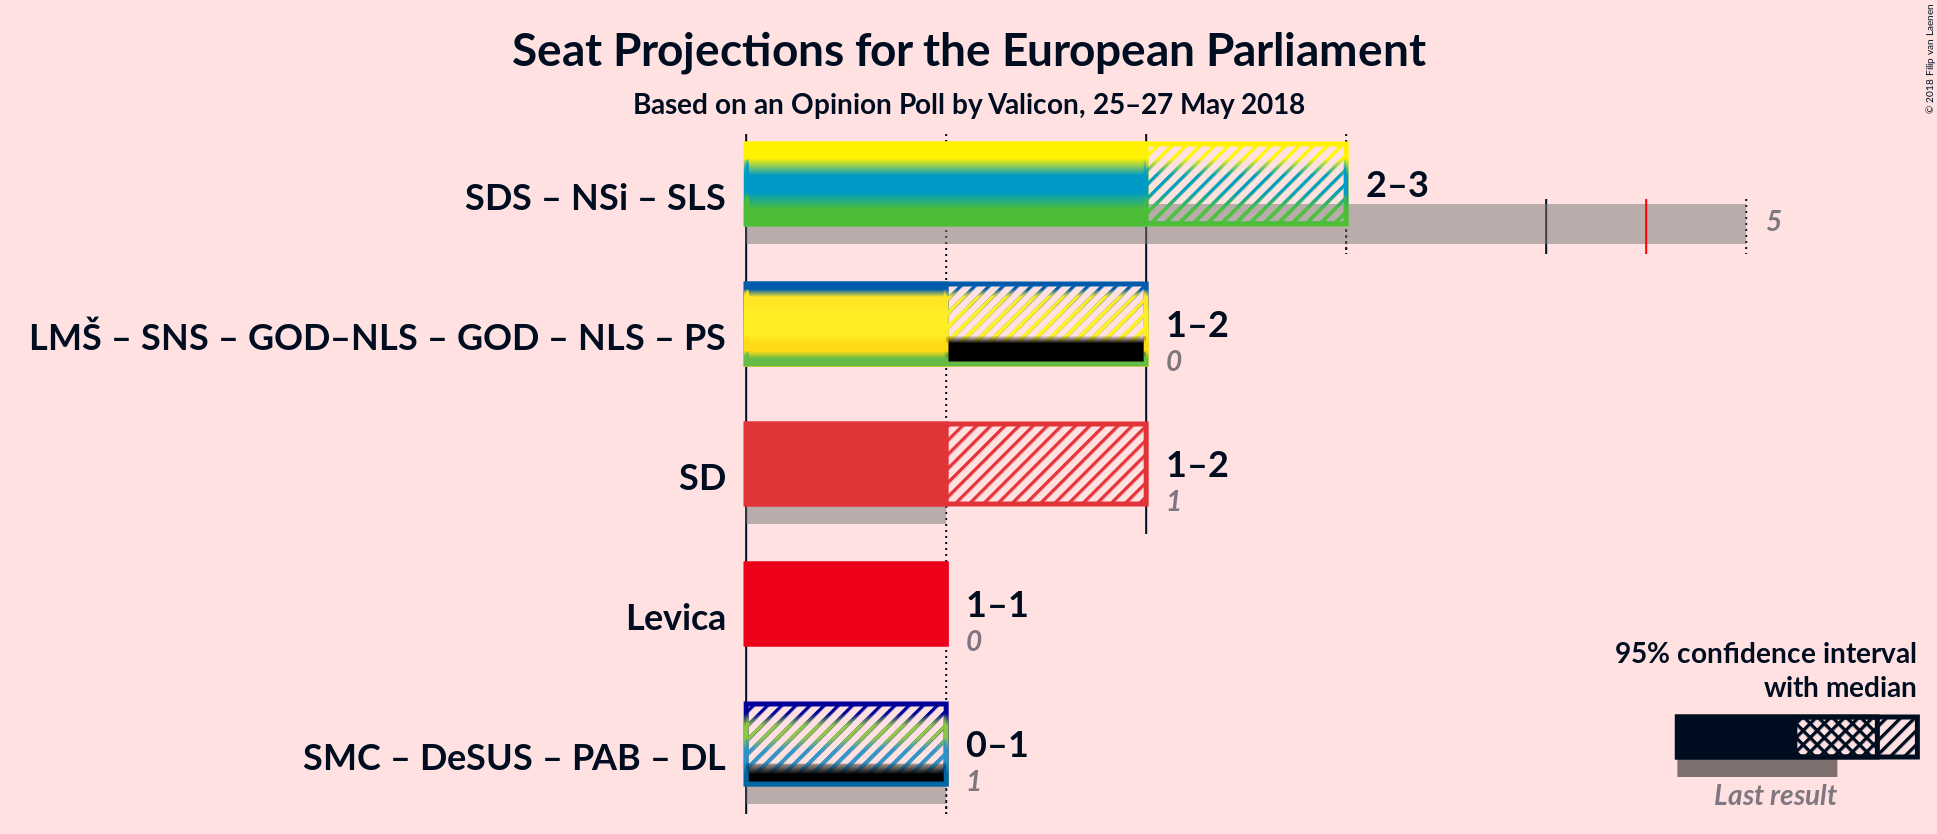 Seat Projections for the European Parliament
Based on an Opinion Poll by Valicon, 25–27 May 2018
© 2018 Filip van Laenen
SDS – NSi – SLS
2–3
5
LMŠ – SNS – GOD–NLS – GOD – NLS – PS
1–2
0
SD
1–2
1
Levica
1–1
0
SMC – DeSUS – PAB – DL
0–1
1
95% confidence interval
with median
Last result